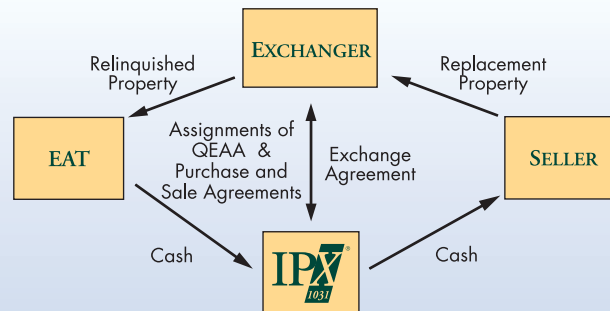 EXCHANGER
Relinquished
Property
Replacement
Property
EAT
Assignments of
QEAA & 
Purchase and
Sale Agreements
Exchange
Agreement
SELLER
Cash
IPX®
1031
Cash